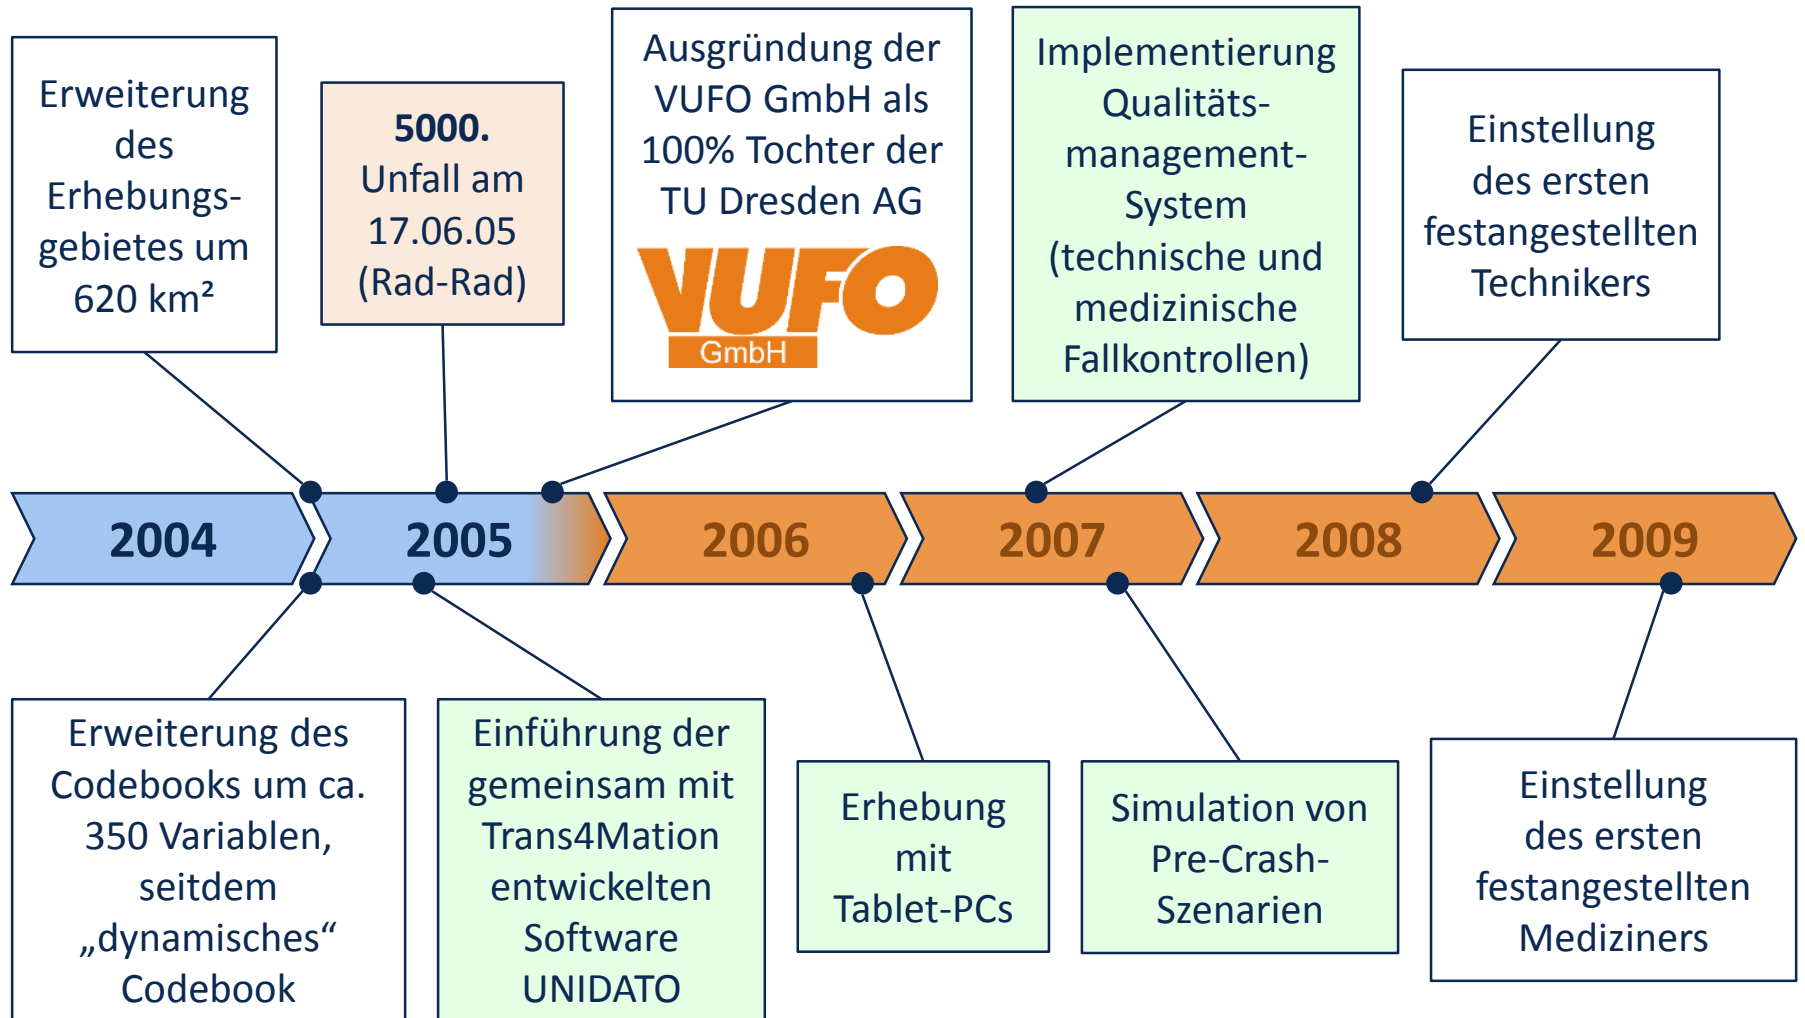 Erweiterung
des
Erhebungs-
gebietes um
620 km²
5000.
Unfall am
17.06.05
(Rad-Rad)
Ausgründung der
VUFO GmbH als
100% Tochter der
TU Dresden AG
VUFO
GmbH
Implementierung
Qualitäts-
management-
System
(technische und
medizinische
Fallkontrollen)
Einstellung
des ersten
festangestellten
Technikers
2004
2005
2006
2007
2008
2009
Erweiterung des
Codebooks um ca.
350 Variablen,
seitdem
„dynamisches“
Codebook
Einführung der
gemeinsam mit
Trans4Mation
entwickelten
Software
UNIDATO
Erhebung
mit
Tablet-PCs
Simulation von
Pre-Crash-
Szenarien
Einstellung
des ersten
festangestellten
Mediziners